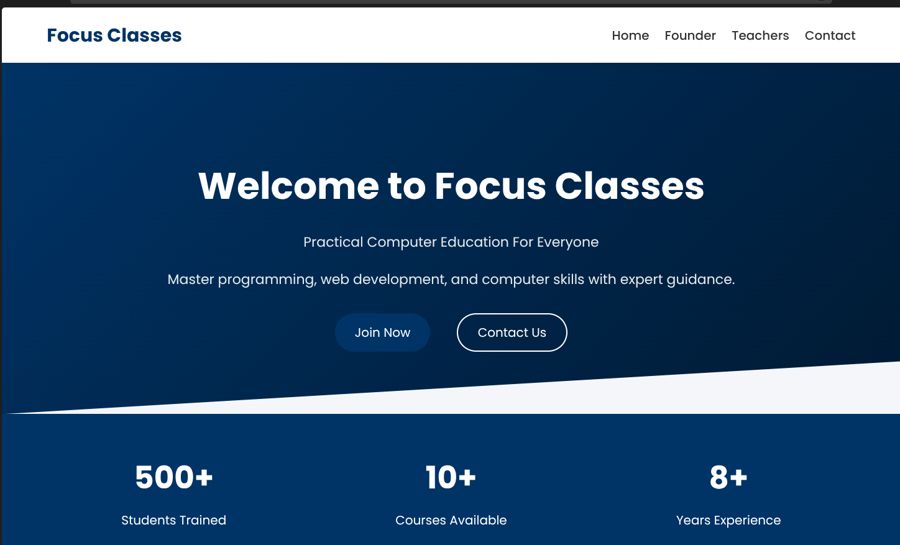 Focus Classes
Home Founder Teachers Contact
Welcome to Focus Classes
Practical Computer Education For Everyone
Master programming, web development, and computer skills with expert guidance.
Join Now Contact Us
500+ 10+ 8+
Students Trained Courses Available Years Experience